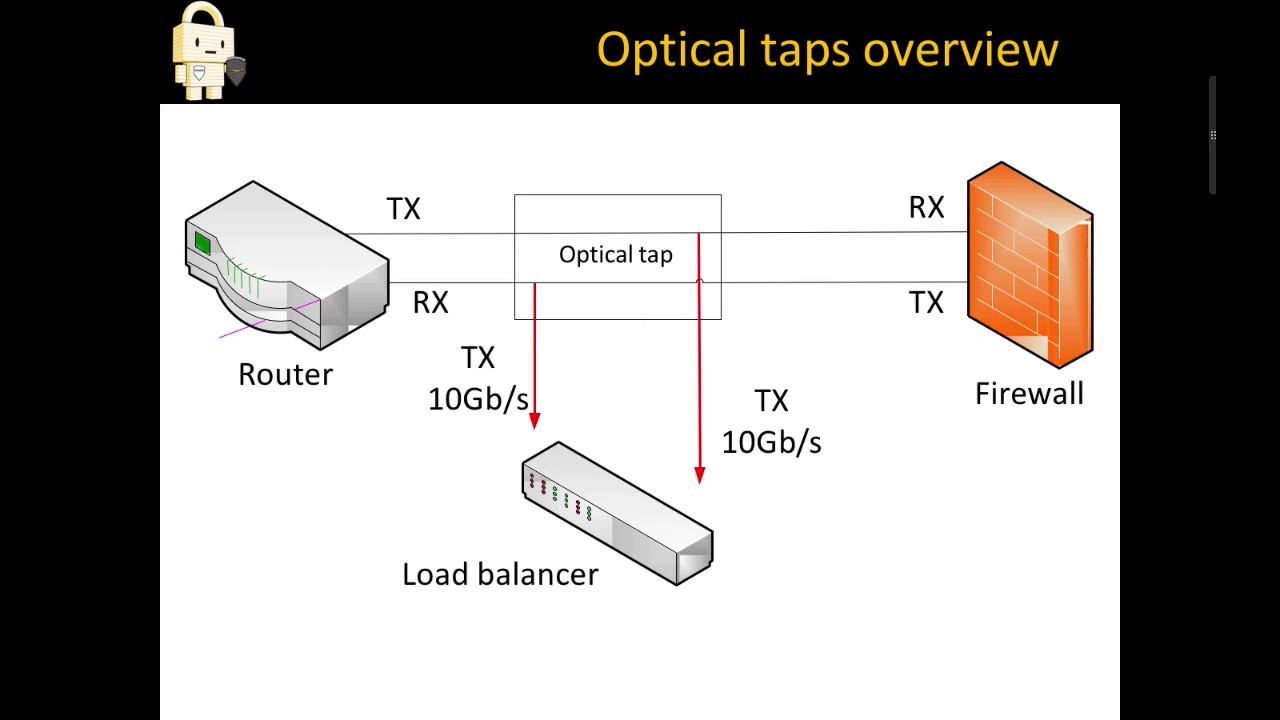 Optical taps overview
TX
RX
Optical tap
RX
TX
TX
10Gb/s
TX
10Gb/s
Router
Firewall
Load balancer